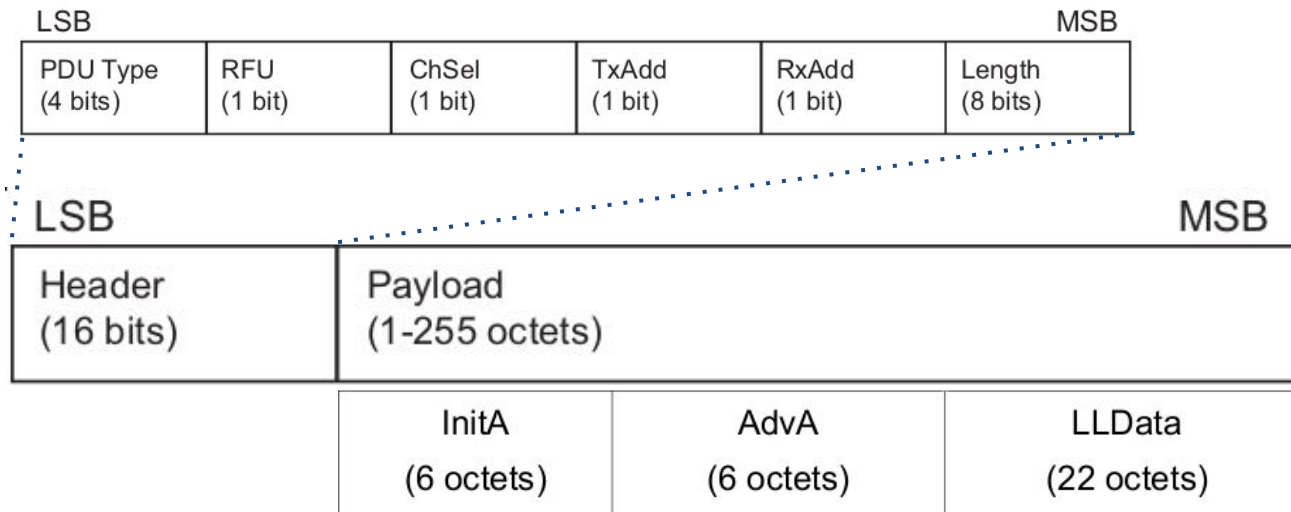 LSB MSB
PDU Type RFU ChSel TxAdd RxAdd Length
(4 bits) (1 bit) (1 bit) (1 bit) (1 bit) (8 bits)
LSB MSB
Header Payload
(16 bits) (1-255 octets)
InitA AdvA LLData
(6 octets) (6 octets) (22 octets)